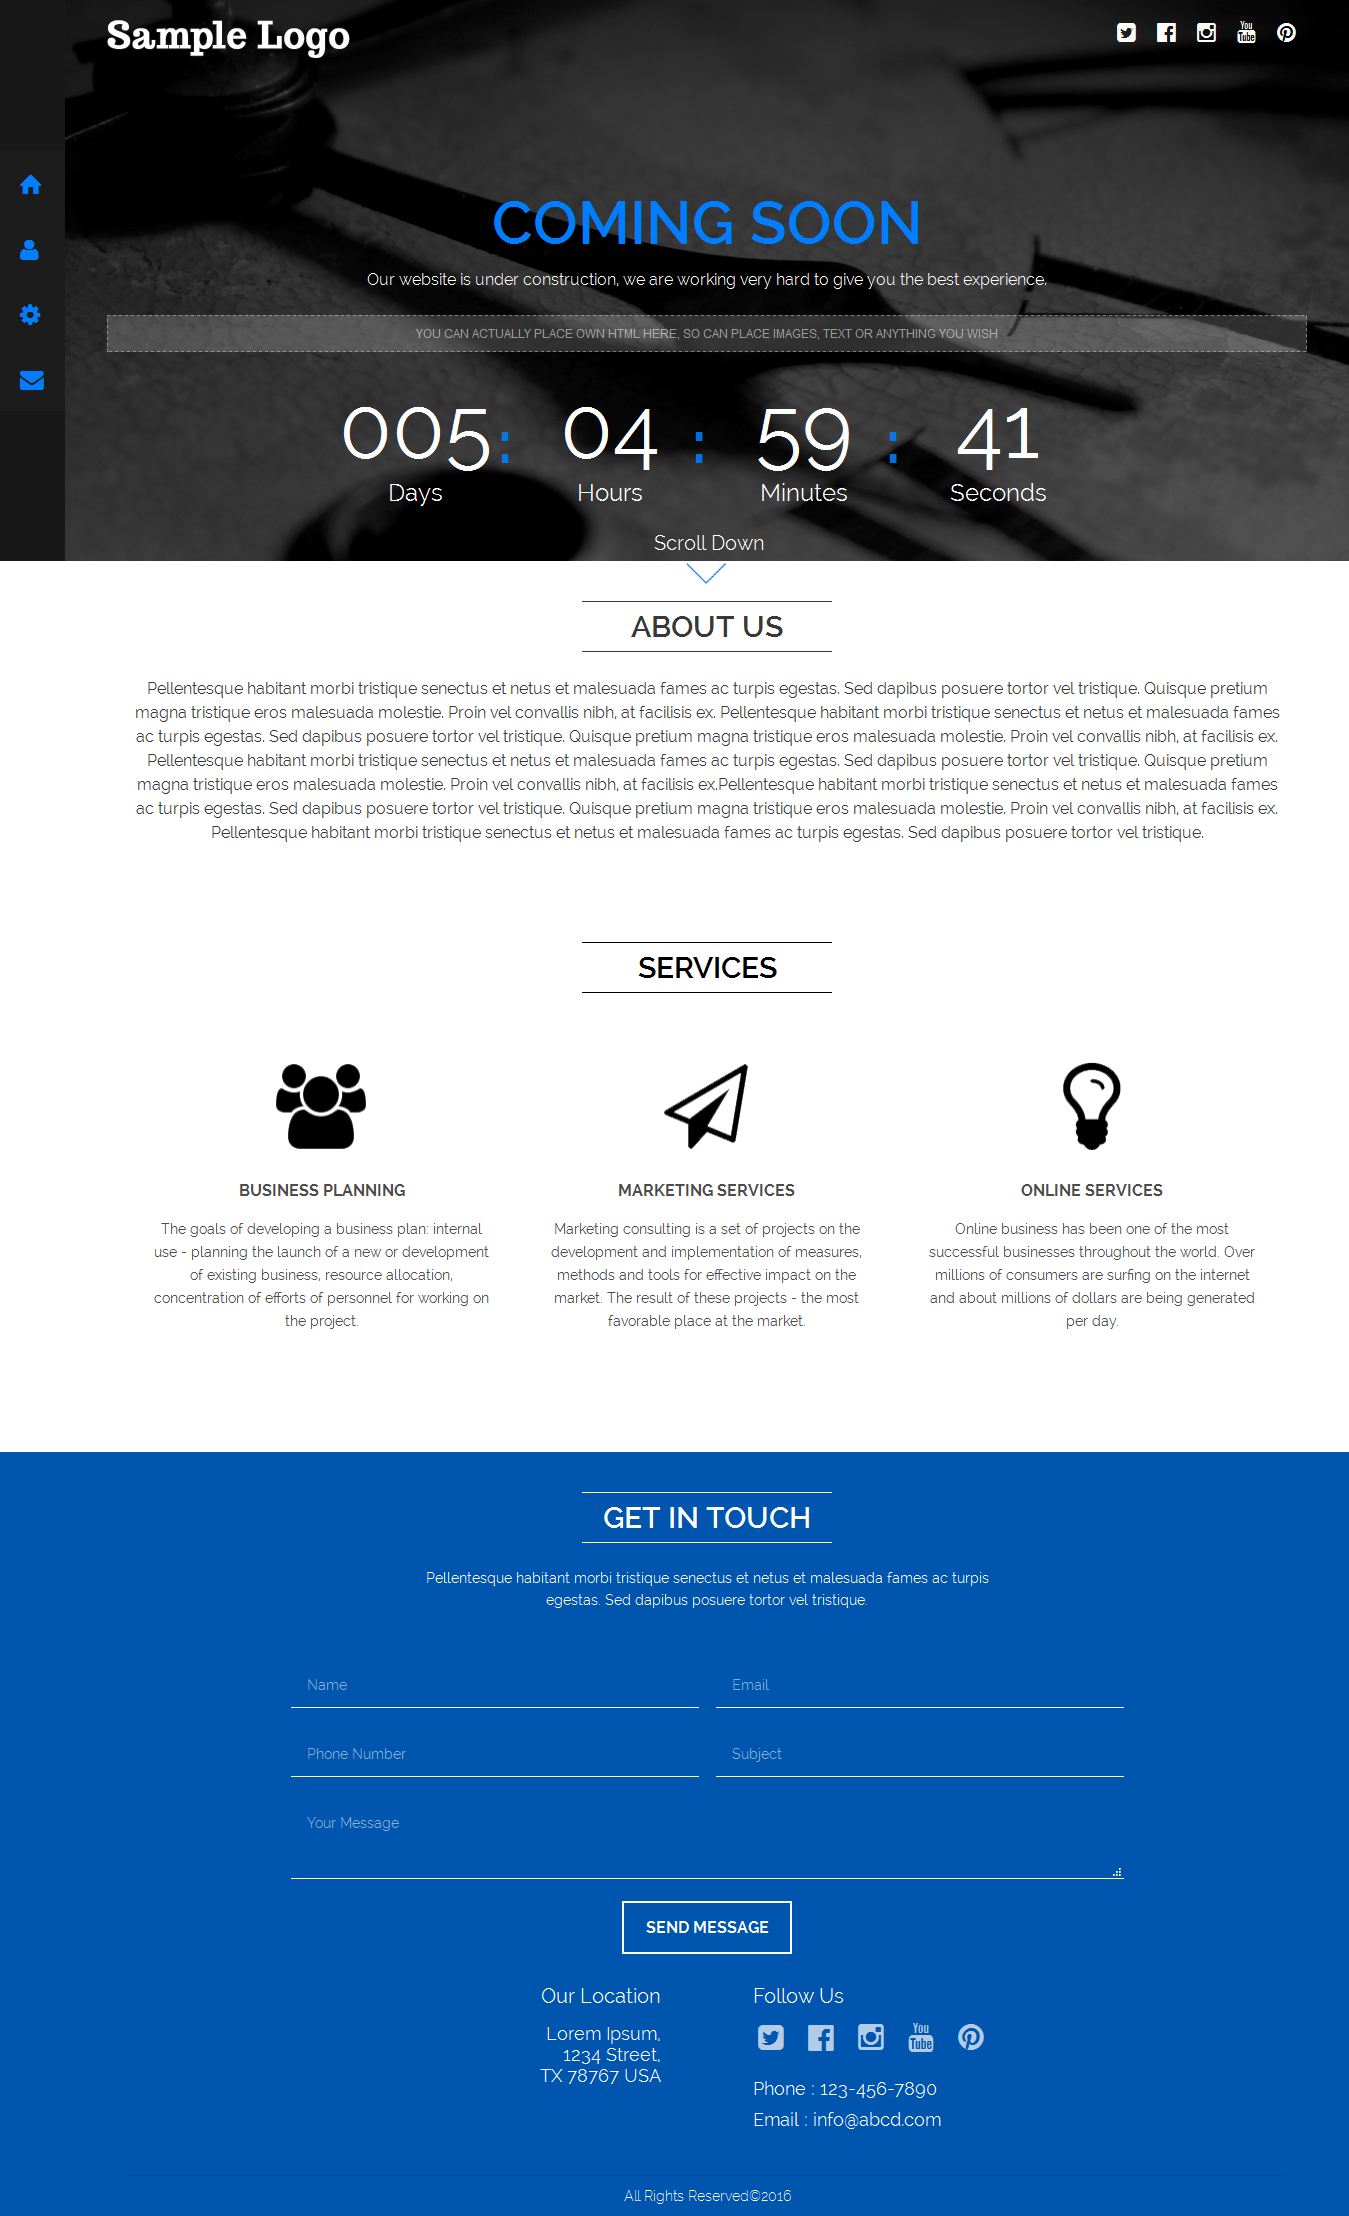 Sample Logo
You Tube
COMING SOON
Our website is under construction, we are working very hard to give you the best experience.
YOU CAN ACTUALLY PLACE OWN HTML HERE, SO CAN PLACE IMAGES, TEXT OR ANYTHING YOU WISH
005 : 04 : 59 : 41
Days Hours Minutes Seconds
Scroll Down
ABOUT US
Pellentesque habitant morbi tristique senectus et netus et malesuada fames ac turpis egestas. Sed dapibus posuere tortor vel tristique. Quisque pretium
magna tristique eros malesuada molestie. Proin vel convallis nibh, at facilisis ex. Pellentesque habitant morbi tristique senectus et netus et malesuada fames
ac turpis egestas. Sed dapibus posuere tortor vel tristique. Quisque pretium magna tristique eros malesuada molestie. Proin vel convallis nibh, at facilisis ex.
Pellentesque habitant morbi tristique senectus et netus et malesuada fames ac turpis egestas. Sed dapibus posuere tortor vel tristique. Quisque pretium
magna tristique eros malesuada molestie. Proin vel convallis nibh, at facilisis ex.Pellentesque habitant morbi tristique senectus et netus et malesuada fames
ac turpis egestas. Sed dapibus posuere tortor vel tristique. Quisque pretium magna tristique eros malesuada molestie. Proin vel convallis nibh, at facilisis ex.
Pellentesque habitant morbi tristique senectus et netus et malesuada fames ac turpis egestas. Sed dapibus posuere tortor vel tristique.
SERVICES
BUSINESS PLANNING
The goals of developing a business plan: internal
use - planning the launch of a new or development
of existing business, resource allocation,
concentration of efforts of personnel for working on
the project.
MARKETING SERVICES
Marketing consulting is a set of projects on the
development and implementation of measures,
methods and tools for effective impact on the
market. The result of these projects - the most
favorable place at the market.
ONLINE SERVICES
Online business has been one of the most
successful businesses throughout the world. Over
millions of consumers are surfing on the internet
and about millions of dollars are being generated
per day.
GET IN TOUCH
Pellentesque habitant morbi tristique senectus et netus et malesuada fames ac turpis
egestas. Sed dapibus posuere tortor vel tristique.
Name
Email
Phone Number
Subject
Your Message
SEND MESSAGE
Our Location
Lorem Ipsum,
1234 Street,
TX 78767 USA
Follow Us
You Tube
Phone : 123-456-7890
Email : info@abcd.com
All Rights Reserved©2016